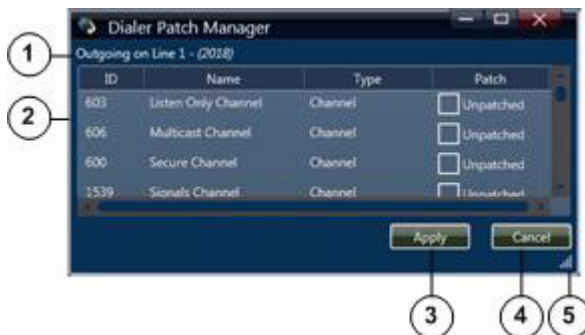 Dialer Patch Manager
1
Outgoing on Line 1 - (2018)
ID Name Type Patch
2
603 Listen Only Channel Channel Unpatched
606 Multicast Channel Channel Unpatched
600 Secure Channel Channel Unpatched
1539 Signals Channel Channel Unpatched
Apply Cancel
3 4 5